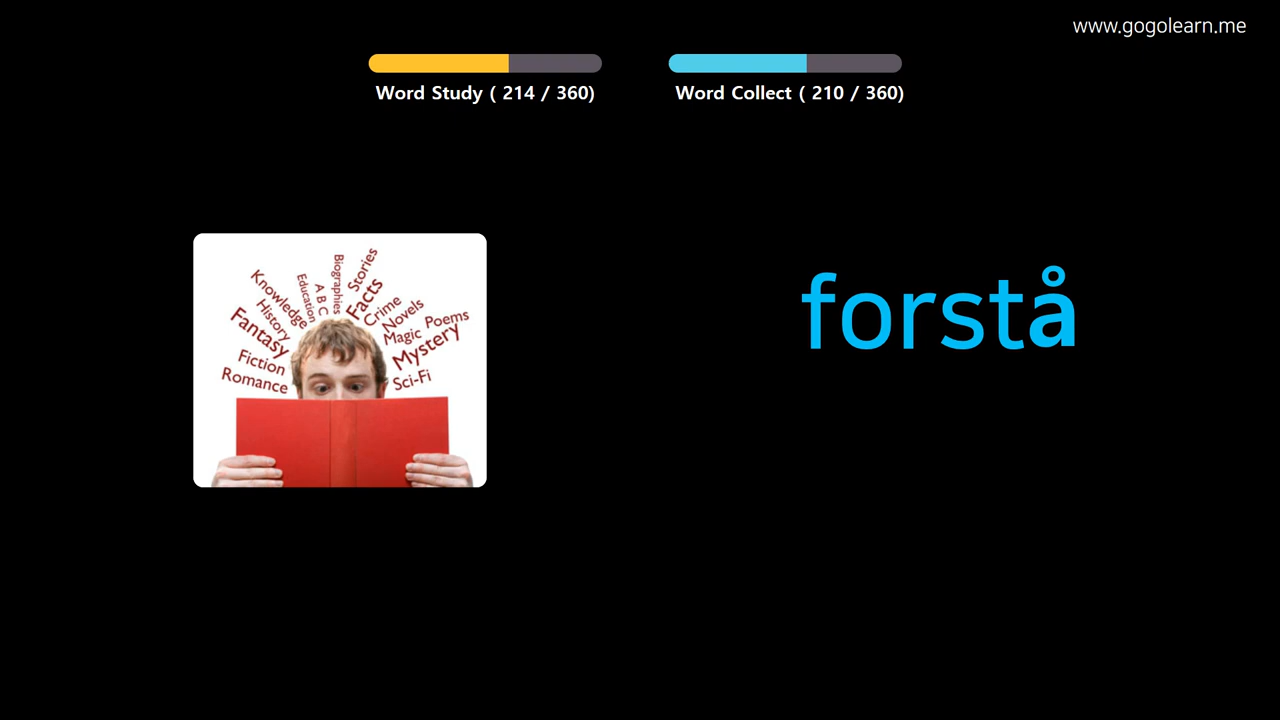 www.gogolearn.me
Word Study ( 214 / 360)
Word Collect ( 210 / 360)
forstå
Knowledge
History
Fantasy
Fiction
Romance
Education
A B C
Biographies
Stories
Facts
Crime
Novels
Magic
Poems
Mystery
Sci-Fi